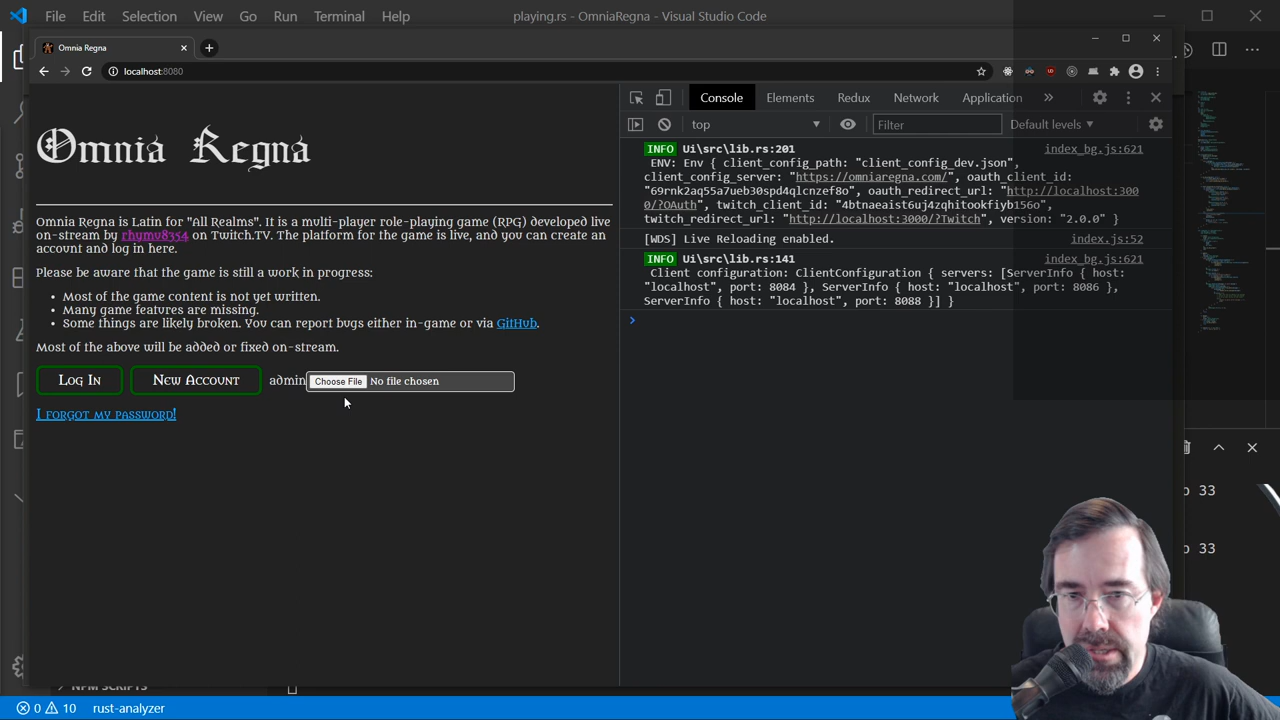 File Edit Selection View Go Run Terminal Help
playing.rs - OmniaRegna - Visual Studio Code
Omnia Regna
localhost:8080
Omnia Regna
Omnia Regna is Latin for "All Realms". It is a multi-player role-playing game (RPG) developed live
on-stream by rhymu8354 on Twitch.TV. The platform for the game is live, and you can create an
account and log in here.
Please be aware that the game is still a work in progress:
Most of the game content is not yet written.
Many game features are missing.
Some things are likely broken. You can report bugs either in-game or via GitHub.
Most of the above will be added or fixed on-stream.
Log In New Account admin Choose File No file chosen
I forgot my password!
Console Elements Redux Network Application
top Filter Default levels
INFO Ui\src\lib.rs:201 index_bg.js:621
ENV: Env { client_config_path: "client_config.dev.json",
client_config_server: "https://omniaregna.com/", oauth_client_id:
"69rnk2aq55a7ueb30spd4qlcnzef8o", oauth_redirect_url: "http://localhost:300
0/?OAuth", twitch_client_id: "4btnaeaist6uj4z1hotookfiyb156o",
twitch_redirect_url: "http://localhost:3000/?twitch", version: "2.0.0" }
[WDS] Live Reloading enabled. index.js:52
INFO Ui\src\lib.rs:141 index_bg.js:621
Client configuration: ClientConfiguration { servers: [ServerInfo { host:
"localhost", port: 8084 }, ServerInfo { host: "localhost", port: 8086 },
ServerInfo { host: "localhost", port: 8088 }] }
33
33
NPM SCRIPTS
0 10 rust-analyzer